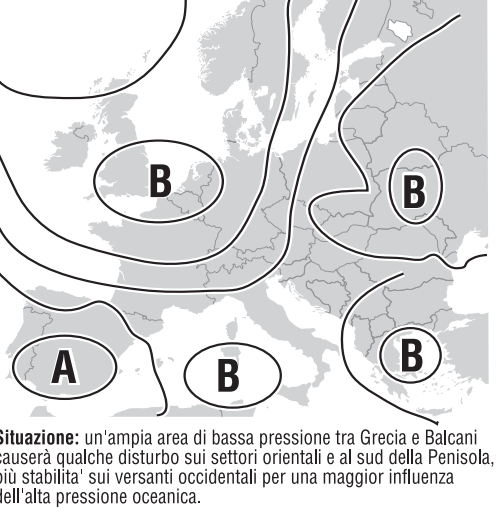 B
B
A
B
B
Situazione: un'ampia area di bassa pressione tra Grecia e Balcani
causerà qualche disturbo sui settori orientali e al sud della Penisola,
più stabilita' sui versanti occidentali per una maggior influenza
dell'alta pressione oceanica.